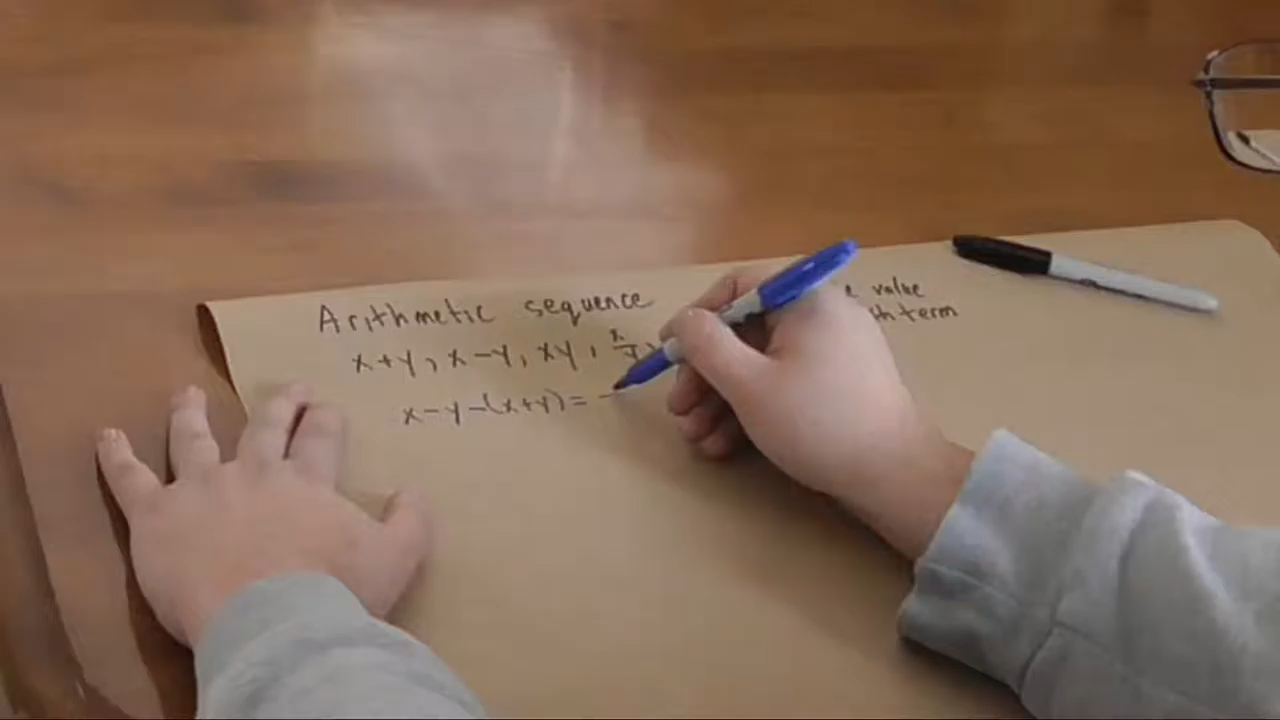 Arithmetic sequence value
x+y, x-y, xy, x/y, th term
x-y-(x+y)= -